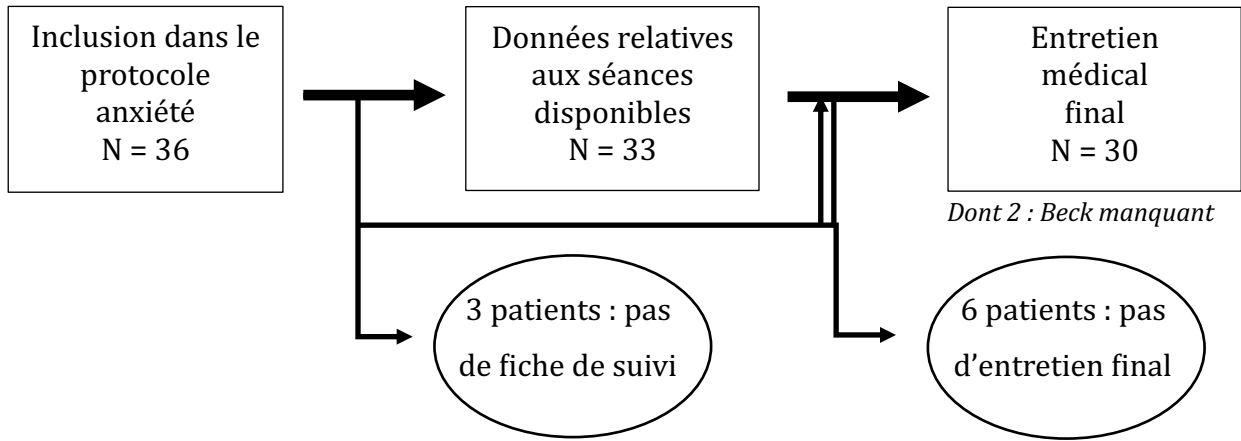 Inclusion dans le
protocole
anxiété
N = 36
Données relatives
aux séances
disponibles
N = 33
Entretien
médical
final
N = 30
Dont 2 : Beck manquant
3 patients : pas
de fiche de suivi
6 patients : pas
d’entretien final